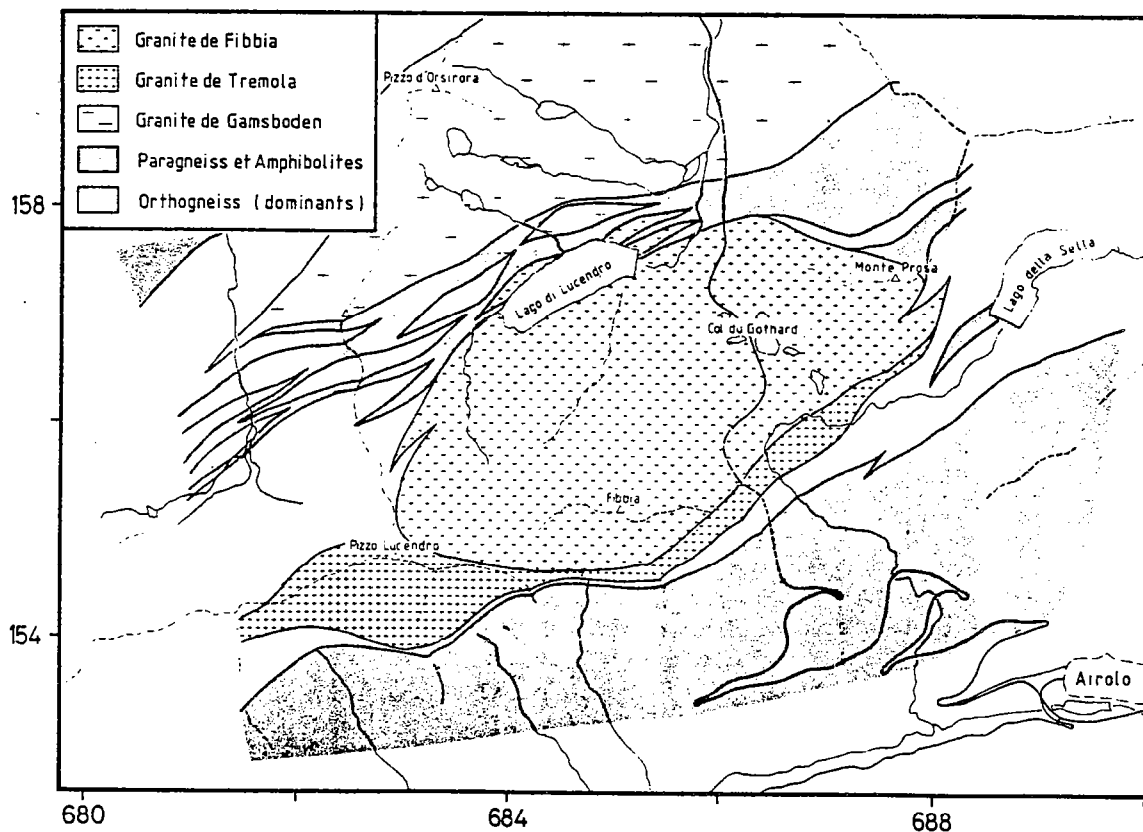 Granite de Fibbia
Granite de Tremola
Granite de Gamsboden
Paragneiss et Amphibolites
Orthogneiss (dominants)
Pizzo d'Orsirora
158
Monte Prosa
Lago della Sella
Lago di Lucendro
Col du Gothard
Fibbia
Pizzo Lucendro
154
Airolo
680
684
688